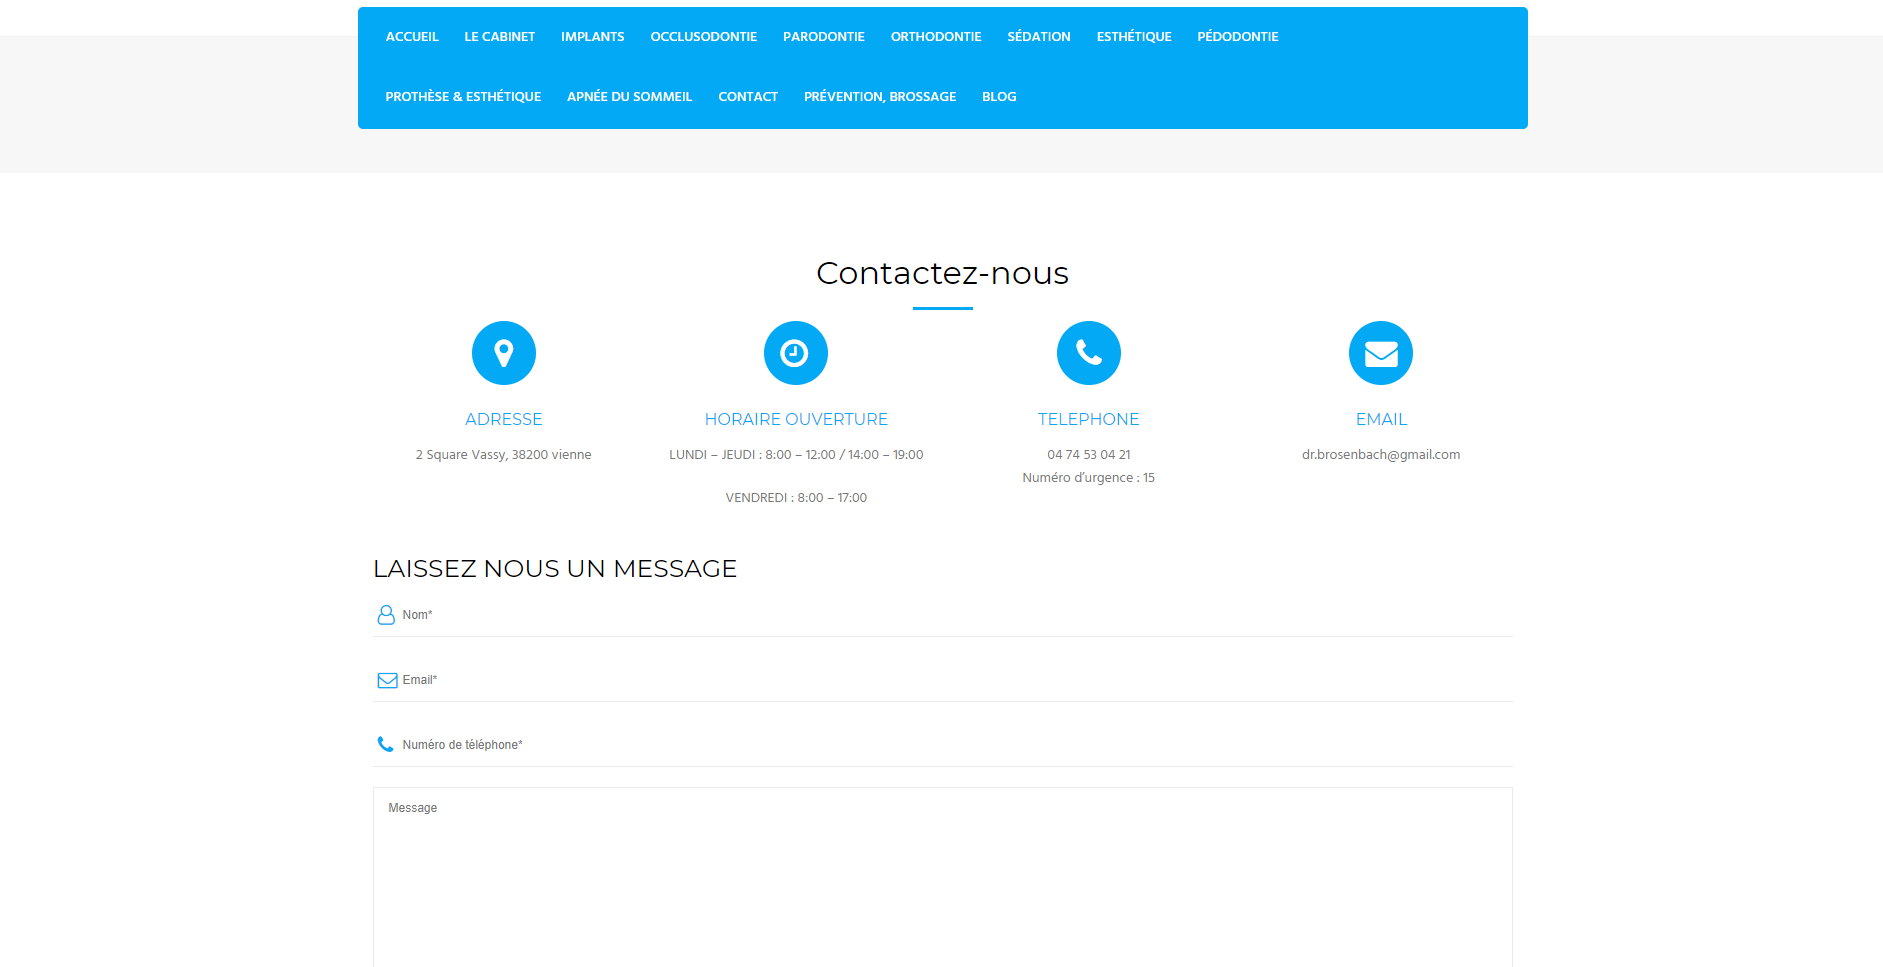 ACCUEIL LE CABINET IMPLANTS OCCLUSODONTIE PARODONTIE ORTHODONTIE SÉDATION ESTHÉTIQUE PÉDODONTIE
PROTHÈSE & ESTHÉTIQUE APNÉE DU SOMMEIL CONTACT PRÉVENTION, BROSSAGE BLOG
Contactez-nous
ADRESSE
2 Square Vassy, 38200 vienne
HORAIRE OUVERTURE
LUNDI – JEUDI : 8:00 – 12:00 / 14:00 – 19:00
VENDREDI : 8:00 – 17:00
TELEPHONE
04 74 53 04 21
Numéro d’urgence : 15
EMAIL
dr.brosenbach@gmail.com
LAISSEZ NOUS UN MESSAGE
Nom*
Email*
Numéro de téléphone*
Message